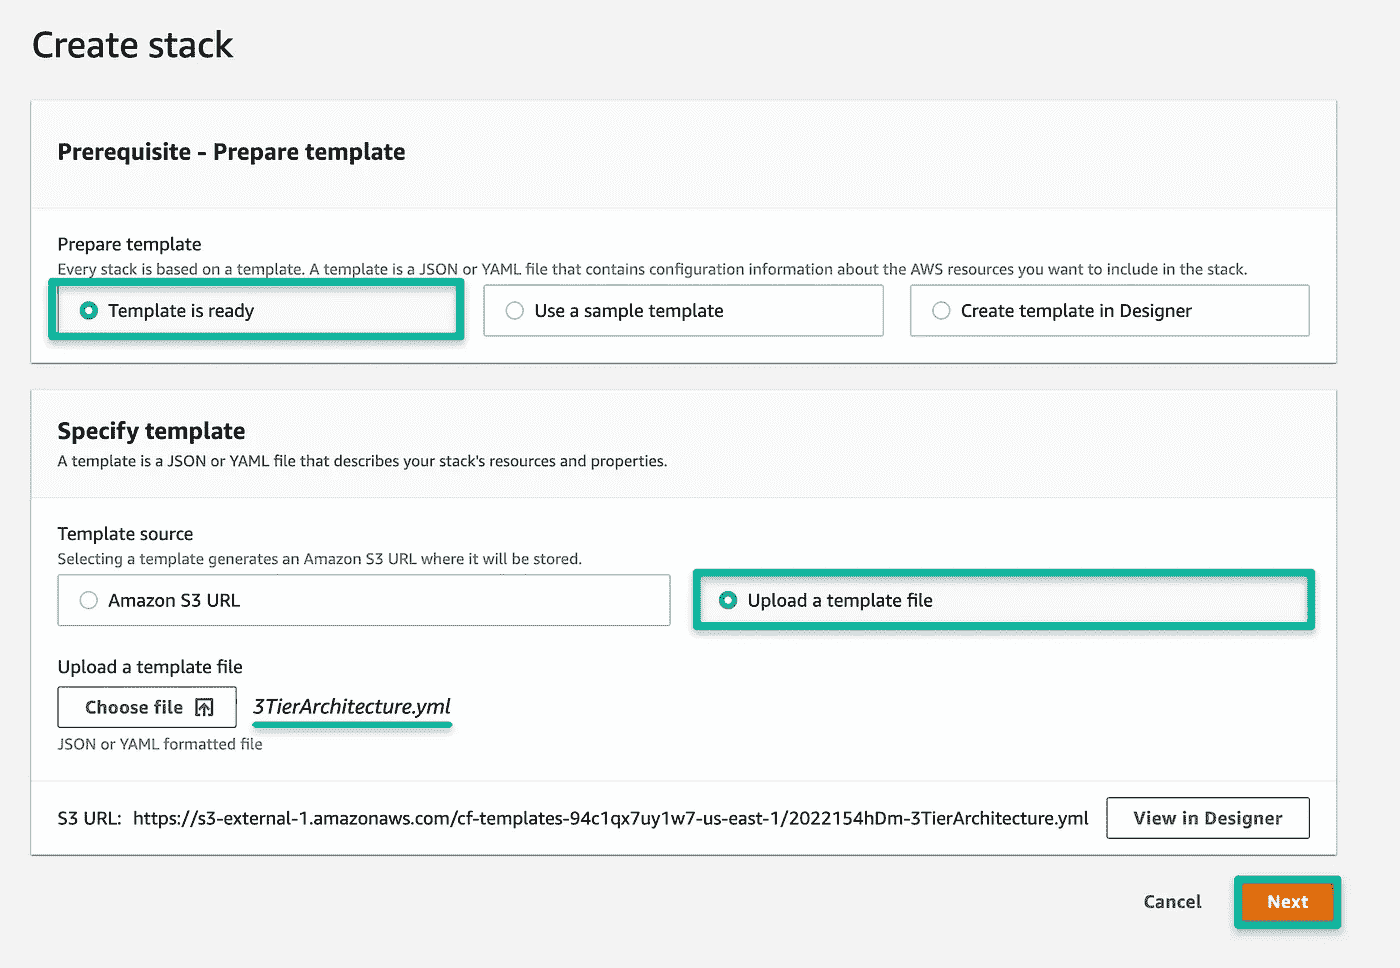 Create stack
Prerequisite - Prepare template
Prepare template
Every stack is based on a template. A template is a JSON or YAML file that contains configuration information about the AWS resources you want to include in the stack.
Template is ready
Use a sample template
Create template in Designer
Specify template
A template is a JSON or YAML file that describes your stack's resources and properties.
Template source
Selecting a template generates an Amazon S3 URL where it will be stored.
Amazon S3 URL
Upload a template file
Upload a template file
Choose file
3TierArchitecture.yml
JSON or YAML formatted file
S3 URL: https://s3-external-1.amazonaws.com/cf-templates-94c1qx7uy1w7-us-east-1/2022154hDm-3TierArchitecture.yml
View in Designer
Cancel
Next